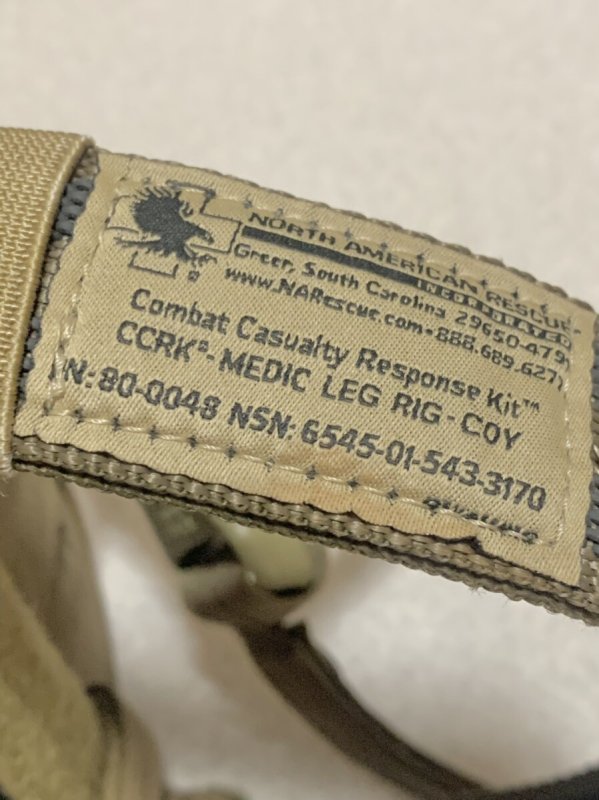 NORTH AMERICAN RESCUE
INCORPORATED
Greer, South Carolina 29650-479
www.NARescue.com•888.689.627
Combat Casualty Response Kit™
CCRK®- MEDIC LEG RIG - COY
N: 80-0048 NSN: 6545-01-543-3170